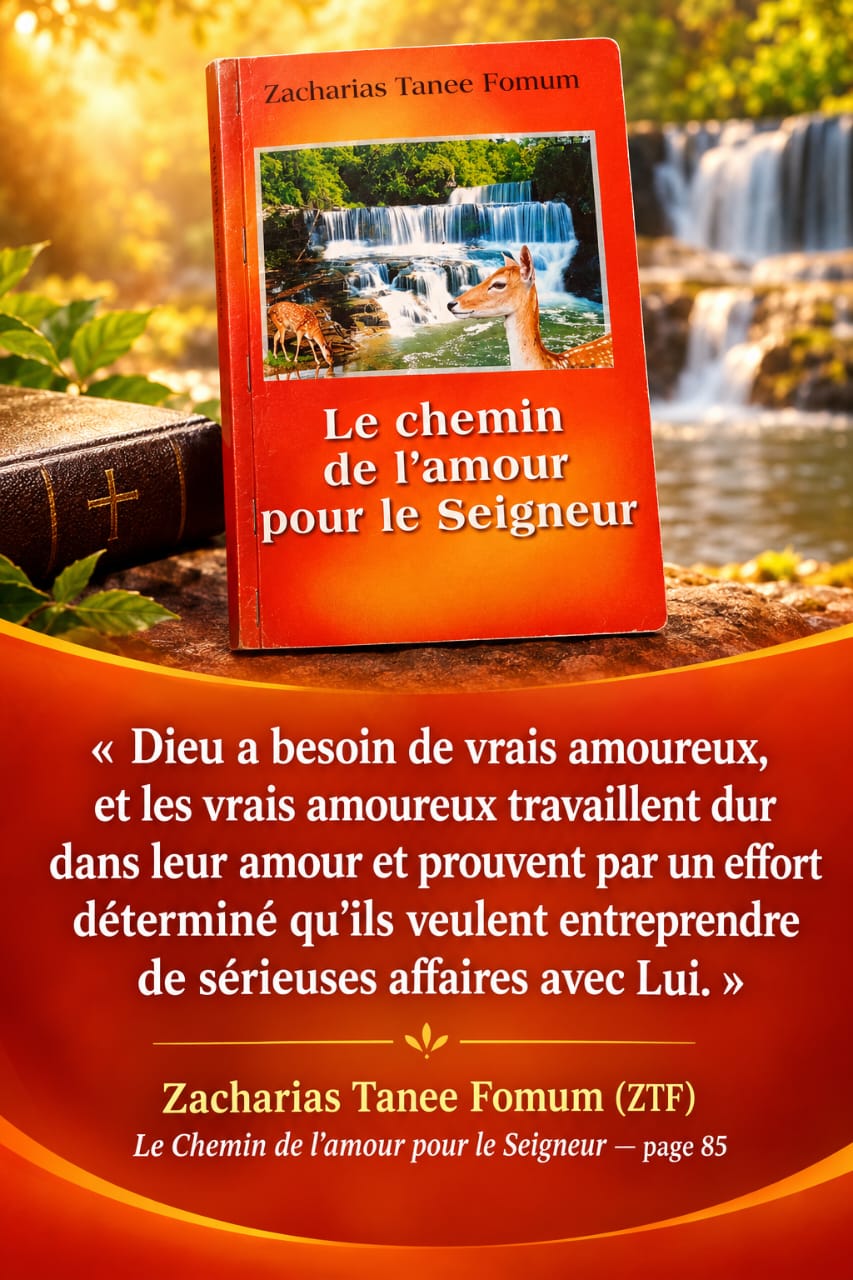 Zacharias Tanee Fomum
Le chemin
de l'amour
pour le Seigneur
« Dieu a besoin de vrais amoureux,
et les vrais amoureux travaillent dur
dans leur amour et prouvent par un effort
déterminé qu'ils veulent entreprendre
de sérieuses affaires avec Lui. »
Zacharias Tanee Fomum (ZTF)
Le Chemin de l'amour pour le Seigneur — page 85